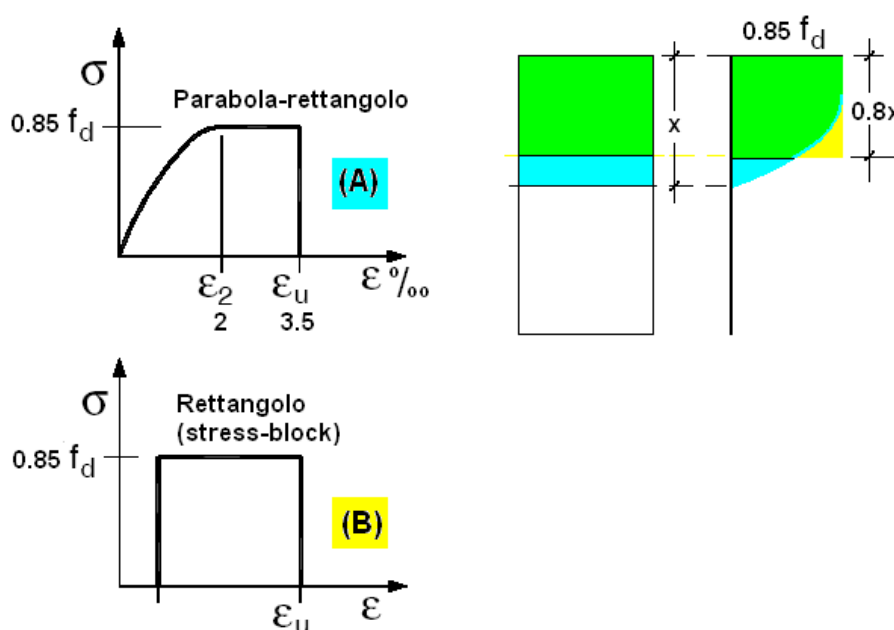 σ
Parabola-rettangolo
0.85 f_d
(A)
ε₂
ε_u
ε ‰
2
3.5
0.85 f_d
x
0.8x
σ
Rettangolo
(stress-block)
0.85 f_d
(B)
ε_u
ε